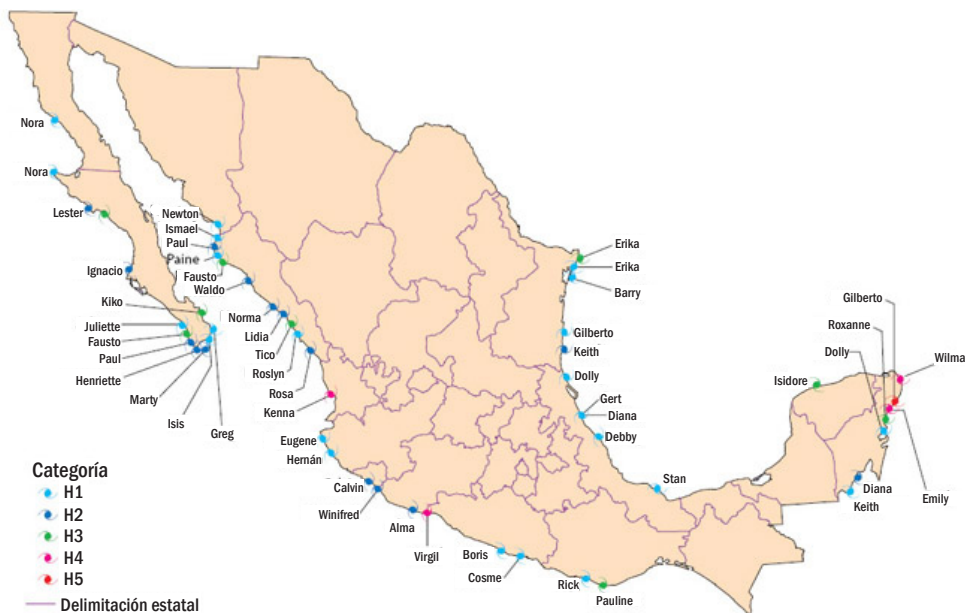 Nora
Nora
Lester
Ignacio
Kiko
Juliette
Fausto
Paul
Henriette
Marty
Isis
Greg
Newton
Ismael
Paul
Paine
Fausto
Waldo
Norma
Lidia
Tico
Roslyn
Rosa
Kenna
Eugene
Hernán
Calvin
Winifred
Alma
Virgil
Boris
Cosme
Rick
Pauline
Erika
Erika
Barry
Gilberto
Keith
Dolly
Gert
Diana
Debby
Stan
Isidore
Gilberto
Roxanne
Dolly
Wilma
Diana
Keith
Emily
Categoría
H1
H2
H3
H4
H5
Delimitación estatal